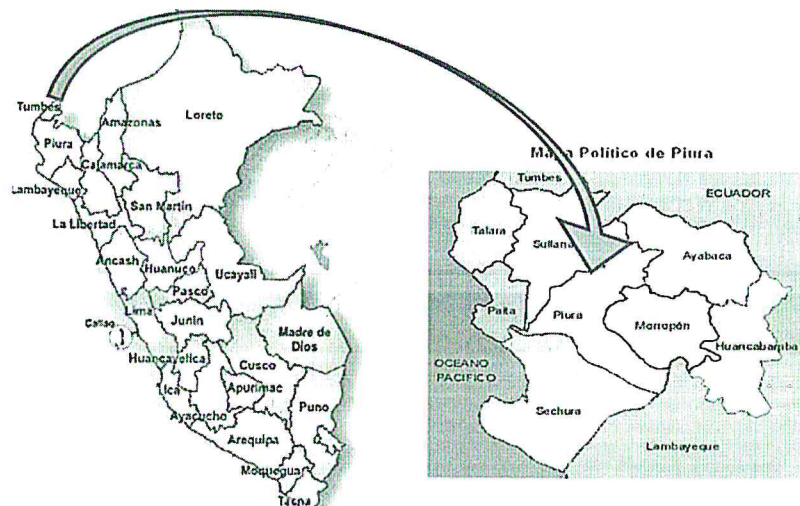 Tumbes
Amazonas
Loreto
Piura
Cajamarca
Lambayeque
San Martín
La Libertad
Ancash
Huanuco
Ucayali
Pasco
Lima
Junin
Callao
Madre de
Dios
Huancavelica
Cusco
Ica
Apurimac
Puno
Ayacucho
Arequipa
Moquegua
Tacna
Mapa Político de Piura
Tumbes
ECUADOR
Talara
Sullana
Ayabaca
Paita
Piura
Morropón
Huancabamba
OCEANO
PACIFICO
Sechura
Lambayeque